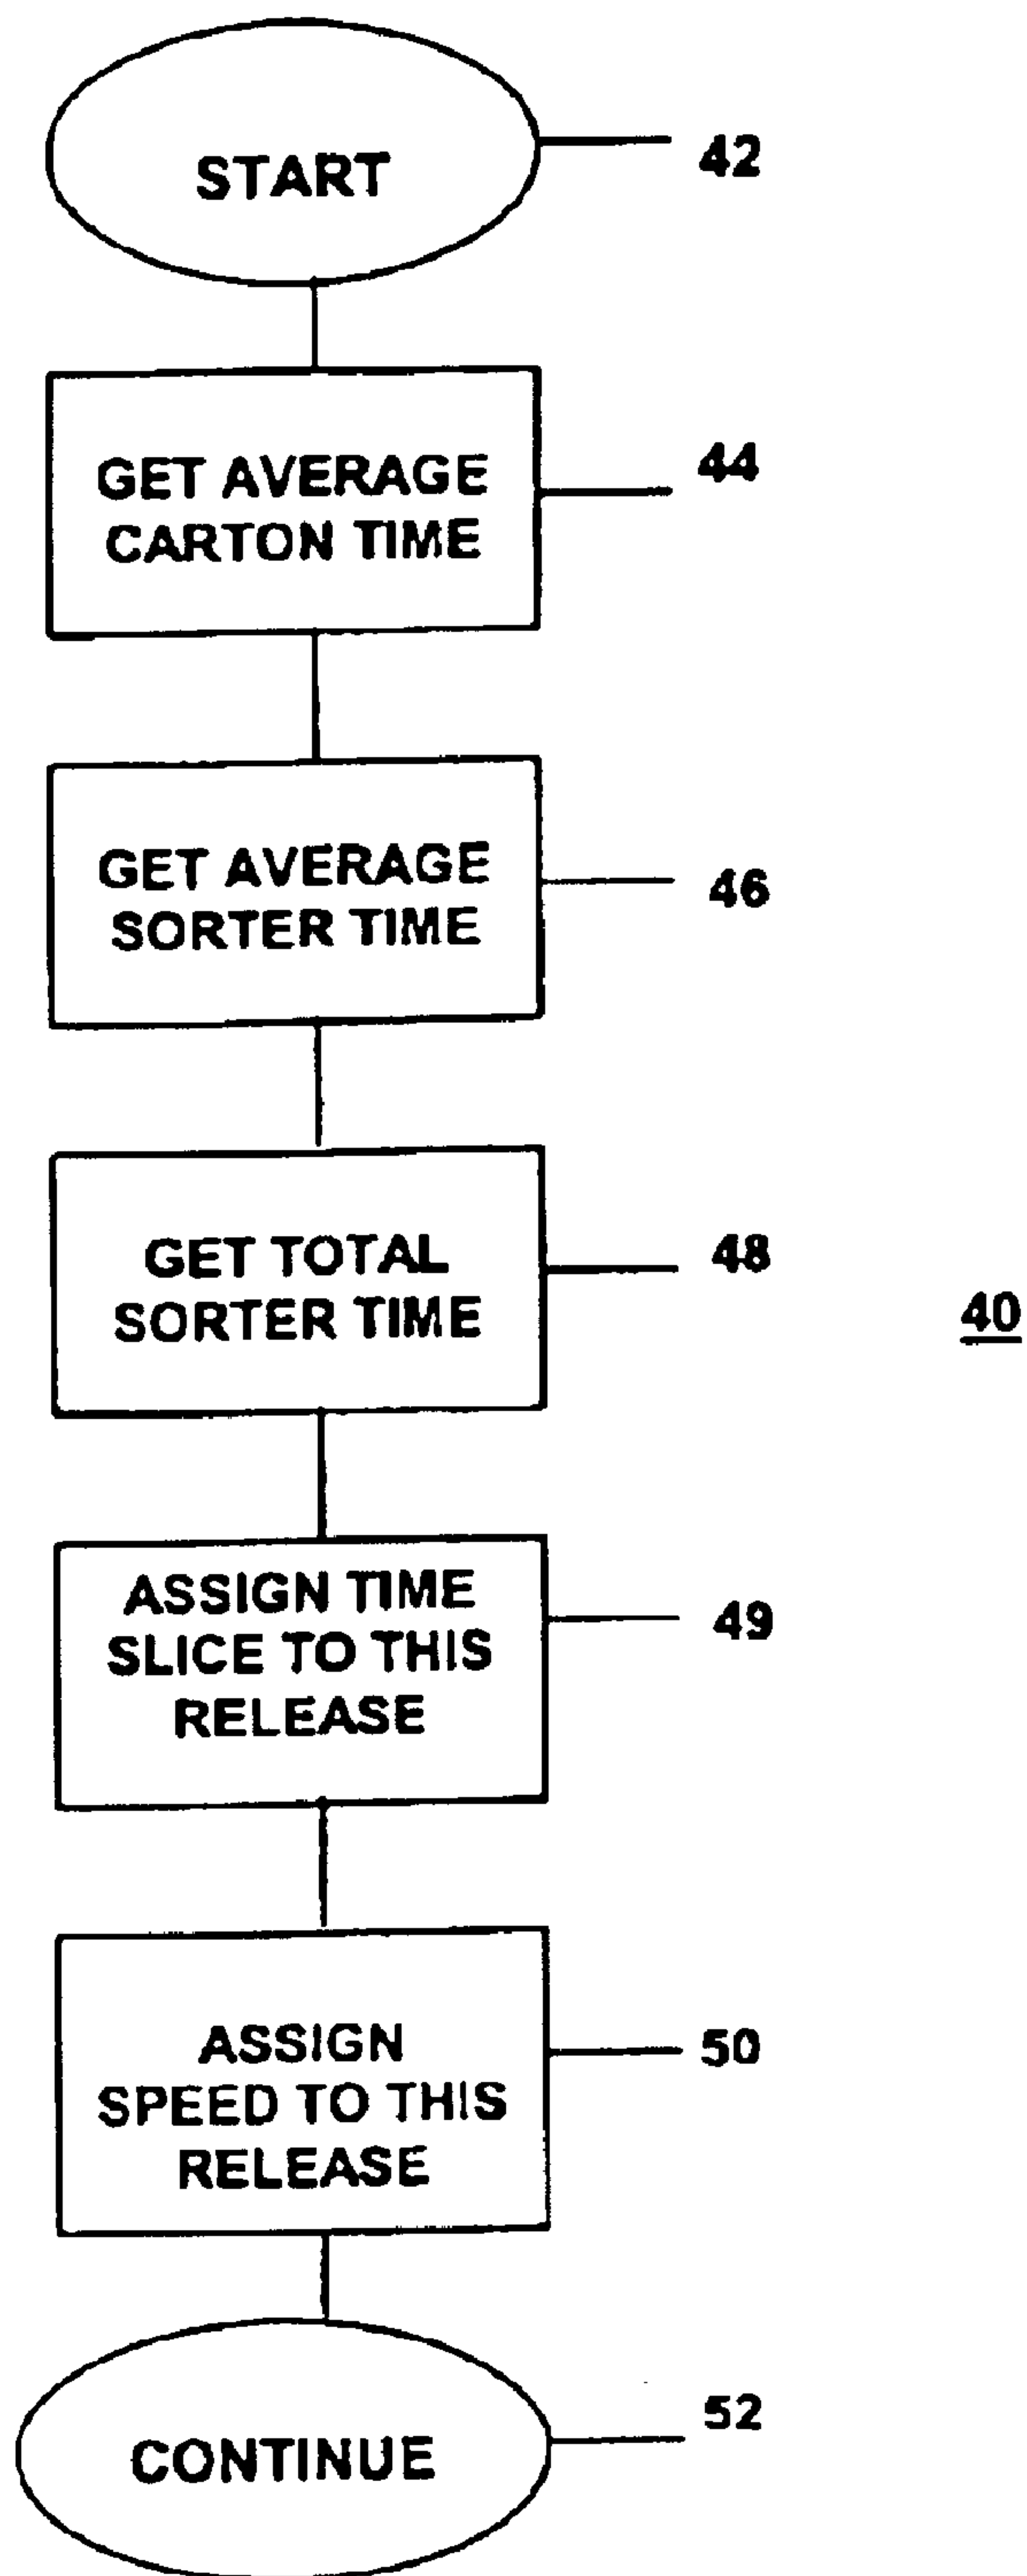 START
42
GET AVERAGE
CARTON TIME
44
GET AVERAGE
SORTER TIME
46
GET TOTAL
SORTER TIME
48
40
ASSIGN TIME
SLICE TO THIS
RELEASE
49
ASSIGN
SPEED TO THIS
RELEASE
50
CONTINUE
52